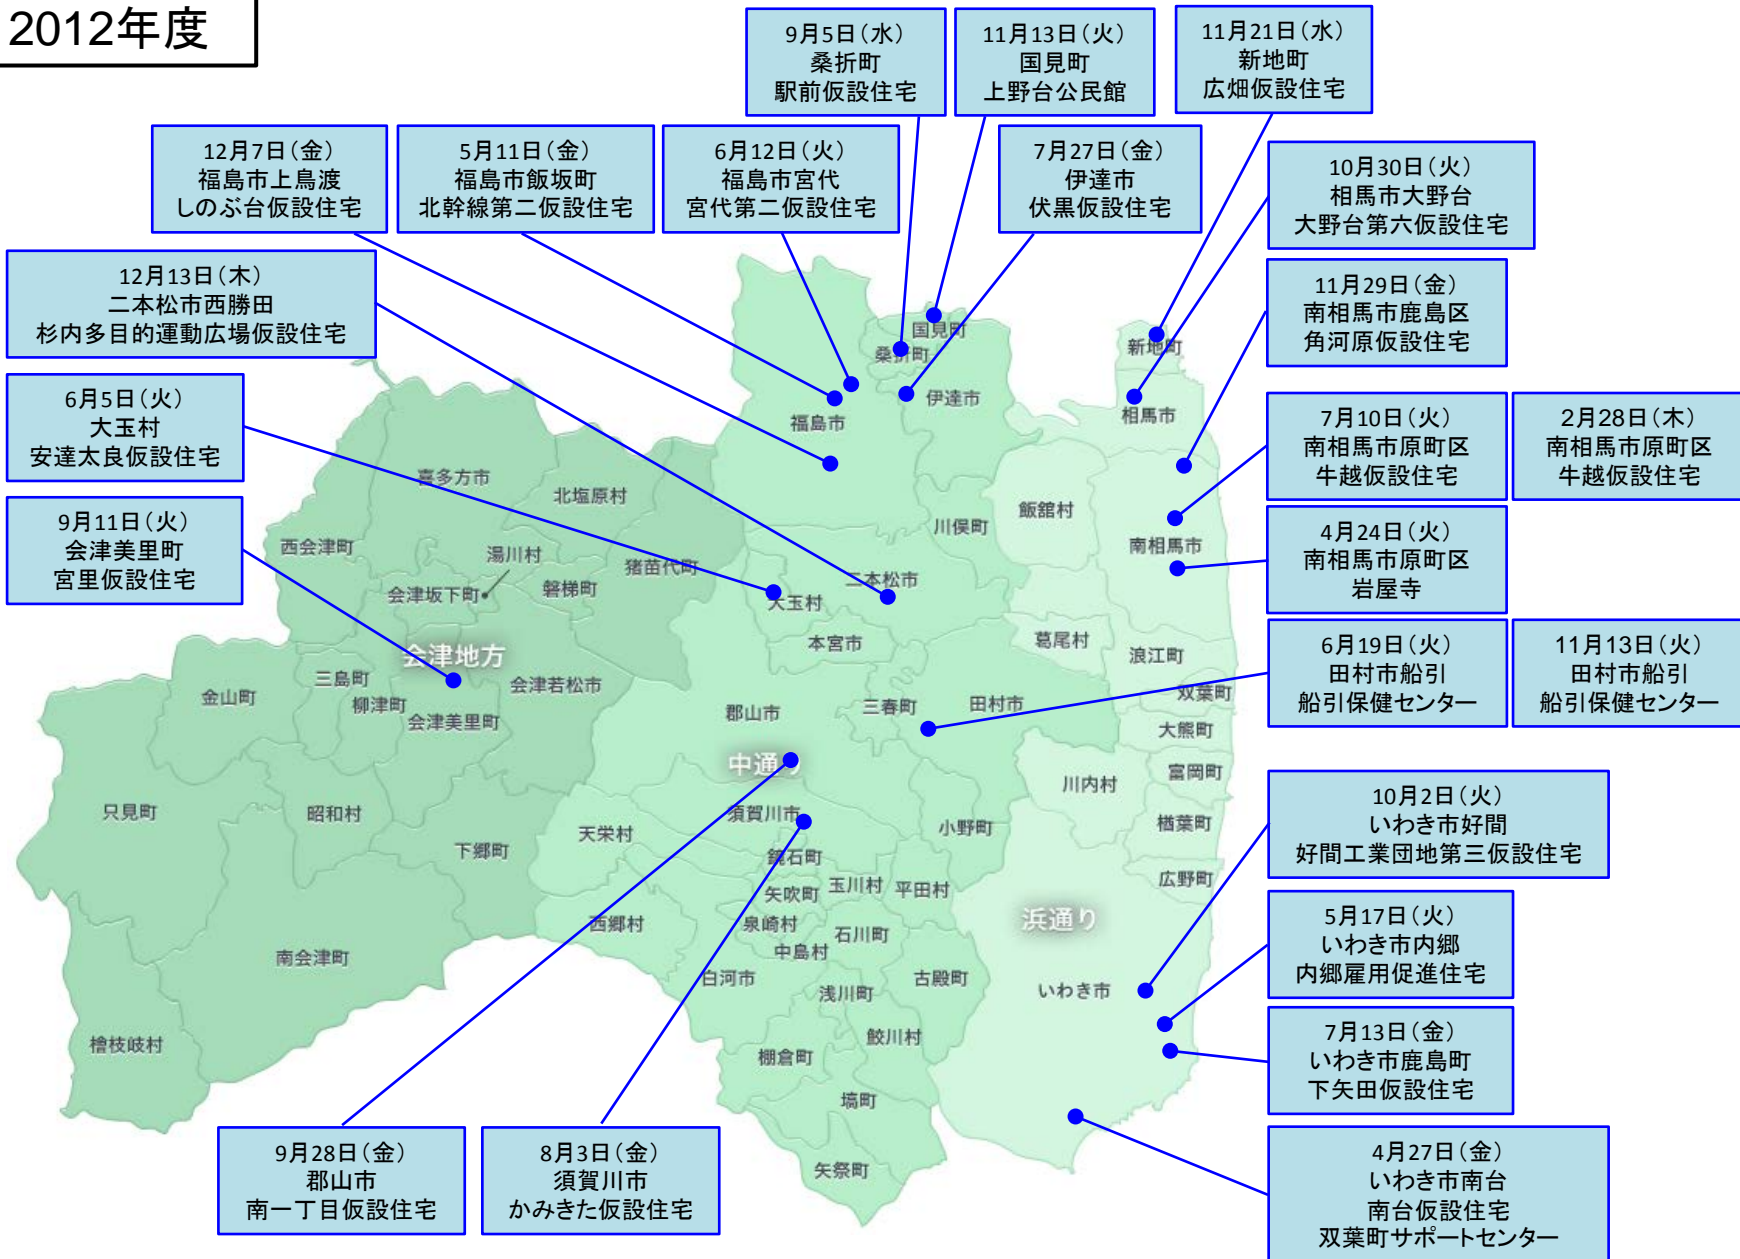 2012年度
9月5日(水)
桑折町
駅前仮設住宅
11月13日(火)
国見町
上野台公民館
11月21日(水)
新地町
広畑仮設住宅
12月7日(金)
福島市上鳥渡
しのぶ台仮設住宅
5月11日(金)
福島市飯坂町
北幹線第二仮設住宅
6月12日(火)
福島市宮代
宮代第二仮設住宅
7月27日(金)
伊達市
伏黒仮設住宅
10月30日(火)
相馬市大野台
大野台第六仮設住宅
12月13日(木)
二本松市西勝田
杉内多目的運動広場仮設住宅
11月29日(金)
南相馬市鹿島区
角河原仮設住宅
6月5日(火)
大玉村
安達太良仮設住宅
7月10日(火)
南相馬市原町区
牛越仮設住宅
2月28日(木)
南相馬市原町区
牛越仮設住宅
9月11日(火)
会津美里町
宮里仮設住宅
4月24日(火)
南相馬市原町区
岩屋寺
6月19日(火)
田村市船引
船引保健センター
11月13日(火)
田村市船引
船引保健センター
10月2日(火)
いわき市好間
好間工業団地第三仮設住宅
5月17日(火)
いわき市内郷
内郷雇用促進住宅
7月13日(金)
いわき市鹿島町
下矢田仮設住宅
9月28日(金)
郡山市
南一丁目仮設住宅
8月3日(金)
須賀川市
かみきた仮設住宅
4月27日(金)
いわき市南台
南台仮設住宅
双葉町サポートセンター
国見町
桑折町
新地町
伊達市
福島市
相馬市
喜多方市
北塩原村
飯舘村
川俣町
南相馬市
西会津町
湯川村
猪苗代町
会津坂下町
磐梯町
二本松市
大玉村
本宮市
葛尾村
浪江町
会津地方
三島町
金山町
柳津町
会津若松市
会津美里町
郡山市
三春町
田村市
双葉町
大熊町
中通り
川内村
富岡町
只見町
昭和村
須賀川市
天栄村
小野町
楢葉町
下郷町
鏡石町
矢吹町
玉川村
平田村
広野町
西郷村
泉崎村
石川町
中島村
浜通り
南会津町
白河市
浅川町
古殿町
いわき市
檜枝岐村
棚倉町
鮫川村
塙町
矢祭町